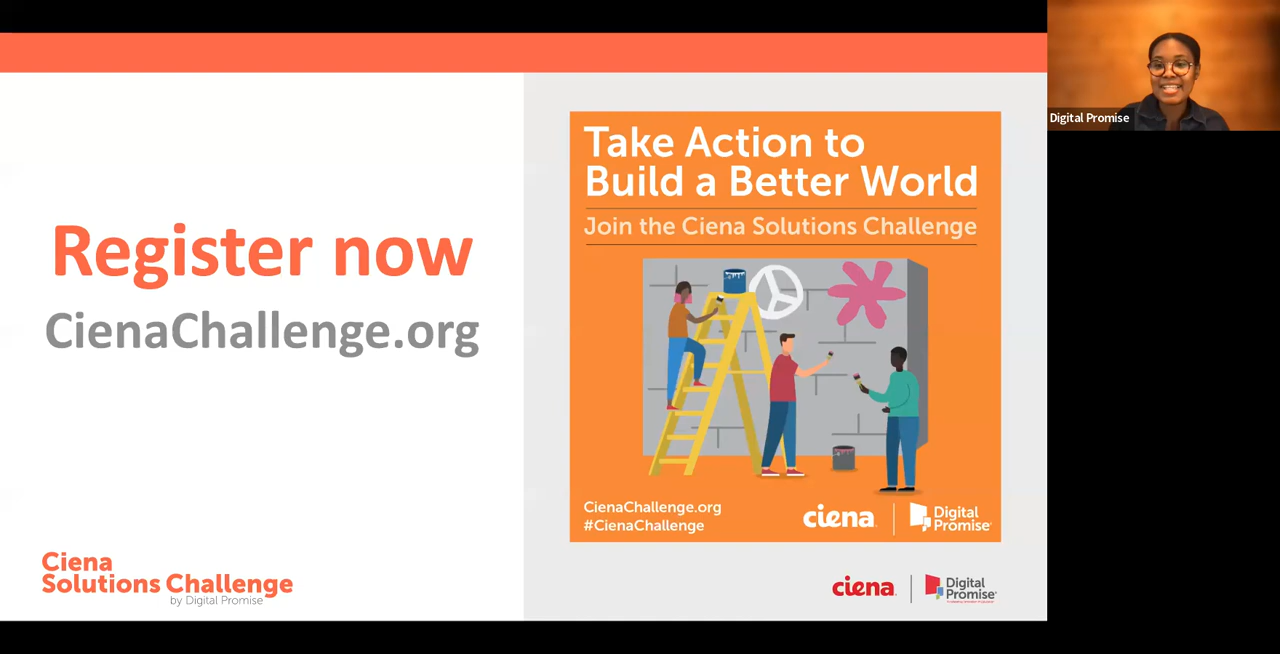 Register now
CienaChallenge.org
Ciena
Solutions Challenge
by Digital Promise
Take Action to
Build a Better World
Join the Ciena Solutions Challenge
CienaChallenge.org
#CienaChallenge
ciena
Digital
Promise
ciena
Digital
Promise
Digital Promise